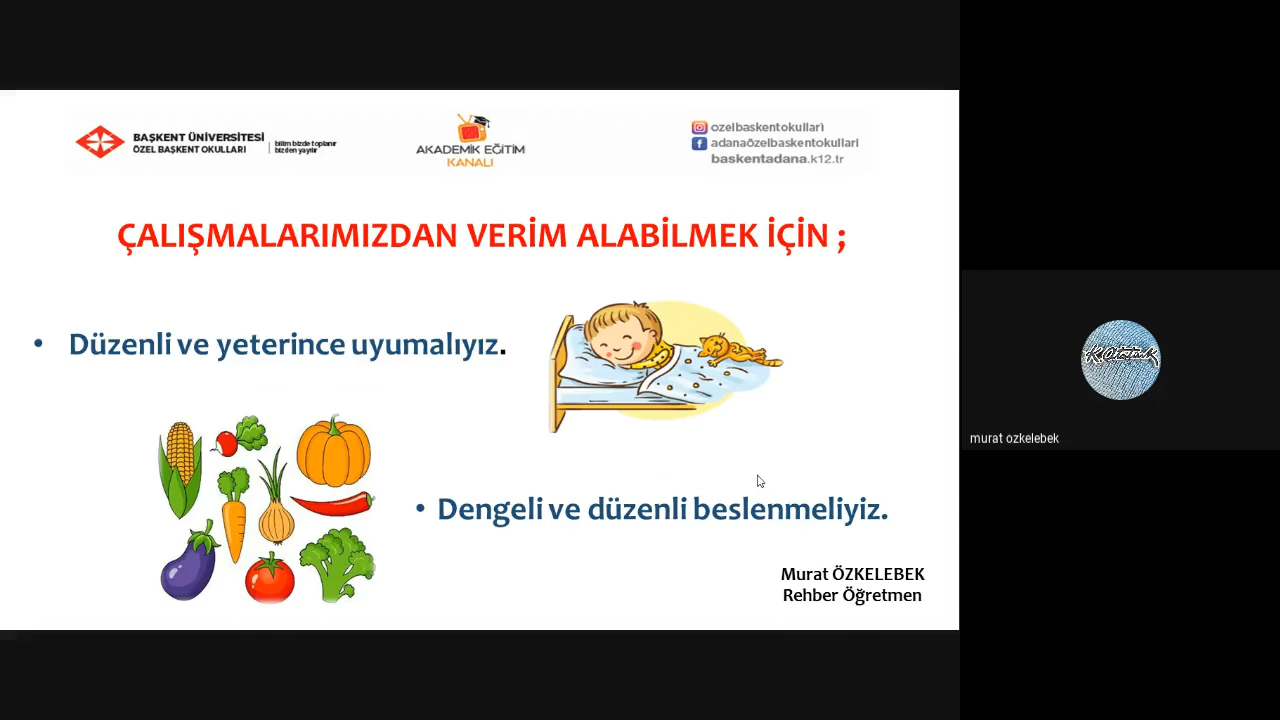 BAŞKENT ÜNİVERSİTESİ
ÖZEL BAŞKENT OKULLARI
bilim bizde toplanır
bizden yayılır
AKADEMİK EĞİTİM
KANALI
ozelbaskentokullari
adanaözelbaskentokullari
baskentadana.k12.tr
ÇALIŞMALARIMIZDAN VERİM ALABİLMEK İÇİN ;
• Düzenli ve yeterince uyumalıyız.
• Dengeli ve düzenli beslenmeliyiz.
Murat ÖZKELEBEK
Rehber Öğretmen
murat ozkelebek